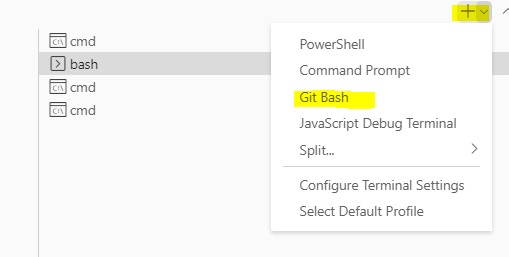 cmd
bash
cmd
cmd
PowerShell
Command Prompt
Git Bash
JavaScript Debug Terminal
Split...
Configure Terminal Settings
Select Default Profile